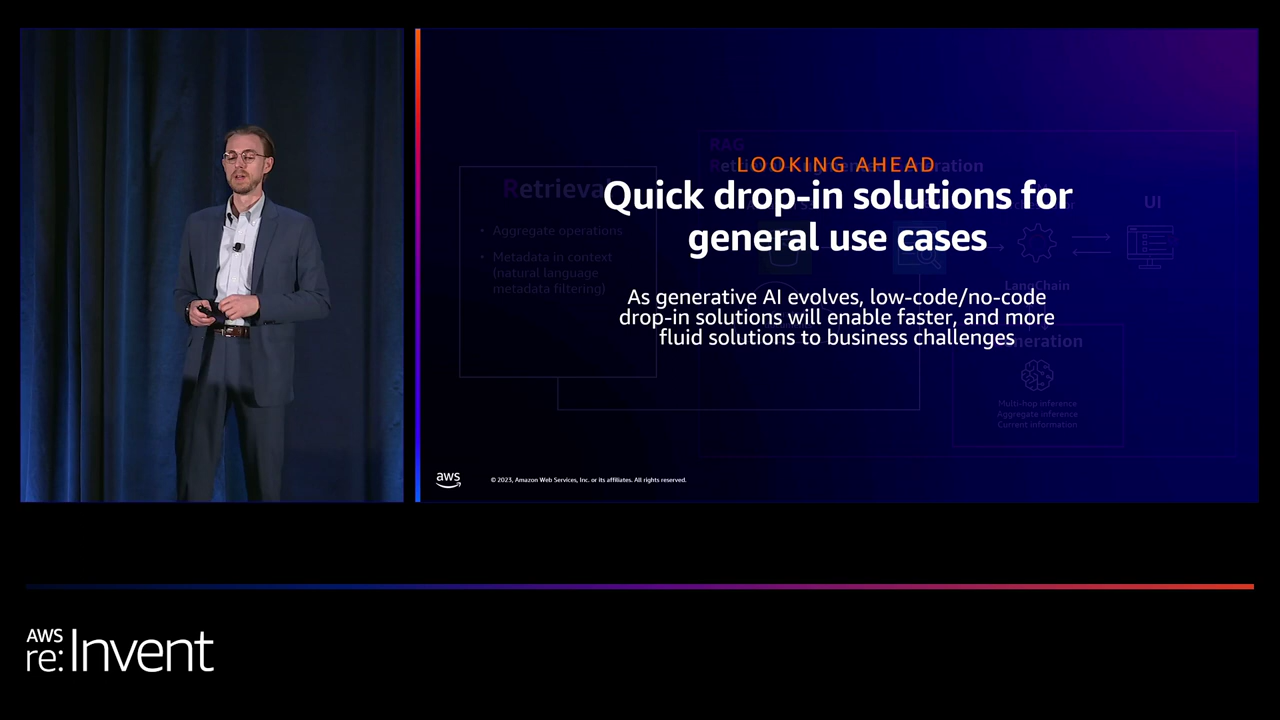 LOOKING AHEAD
Quick drop-in solutions for
general use cases
As generative AI evolves, low-code/no-code
drop-in solutions will enable faster, and more
fluid solutions to business challenges
RAG
Retrieval
• Aggregate operations
• Metadata in context
(natural language
metadata filtering)
UI
LangChain
Multi-hop inference
Aggregate inference
Current information
aws
© 2023, Amazon Web Services, Inc. or its affiliates. All rights reserved.
AWS
re:Invent